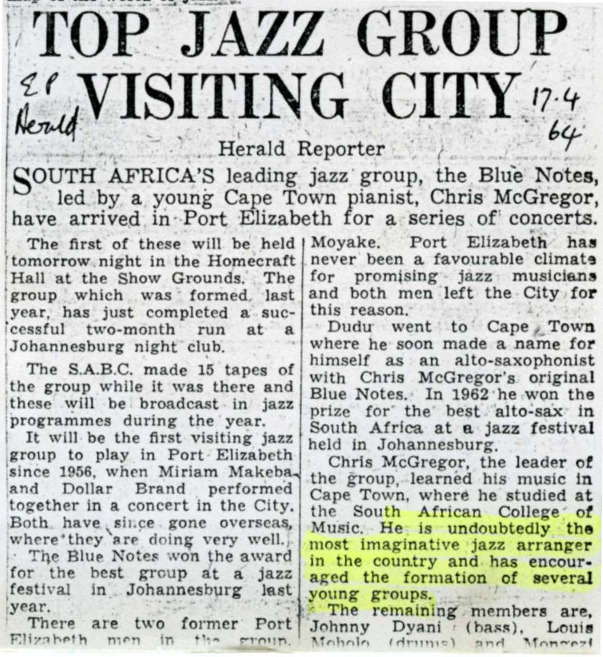 TOP JAZZ GROUP
VISITING CITY
EP
Herald
17.4
64
Herald Reporter
SOUTH AFRICA'S leading jazz group, the Blue Notes,
led by a young Cape Town pianist, Chris McGregor,
have arrived in Port Elizabeth for a series of concerts.
The first of these will be held
tomorrow night in the Homecraft
Hall at the Show Grounds. The
group which was formed last
year, has just completed a suc-
cessful two-month run at a
Johannesburg night club.
The S.A.B.C. made 15 tapes of
the group while it was there and
these will be broadcast in jazz
programmes during the year.
It will be the first visiting jazz
group to play in Port Elizabeth
since 1956, when Miriam Makeba
and Dollar Brand performed
together in a concert in the City.
Both have since gone overseas,
where they are doing very well.
The Blue Notes won the award
for the best group at a jazz
festival in Johannesburg last
year.
There are two former Port
Elizabeth men in the group,
Moyake. Port Elizabeth has
never been a favourable climate
for promising jazz musicians
and both men left the City for
this reason.
Dudu went to Cape Town
where he soon made a name for
himself as an alto-saxophonist
with Chris McGregor's original
Blue Notes. In 1962 he won the
prize for the best alto-sax in
South Africa at a jazz festival
held in Johannesburg.
Chris McGregor, the leader of
the group, learned his music in
Cape Town, where he studied at
the South African College of
Music. He is undoubtedly the
most imaginative jazz arranger
in the country and has encour-
aged the formation of several
young groups.
The remaining members are,
Johnny Dyani (bass), Louis
Moholo (drums) and Mongezi